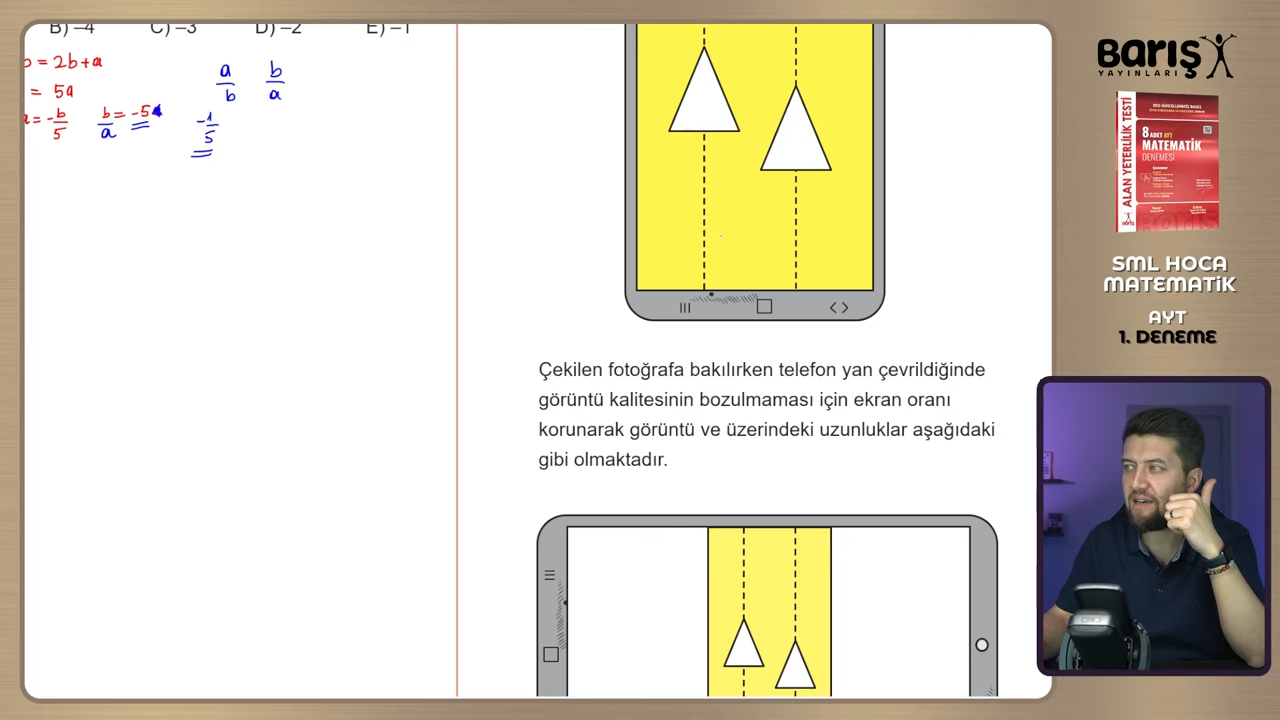 B) –4 C) –3 D) –2 E) –1
= 2b+a
= 5a
= -b/5 b/a = -5
a/b b/a
-1/5
Çekilen fotoğrafa bakılırken telefon yan çevrildiğinde
görüntü kalitesinin bozulmaması için ekran oranı
korunarak görüntü ve üzerindeki uzunluklar aşağıdaki
gibi olmaktadır.
Barış
YAYINLARI
ALAN YETERLİLİK TESTİ
8 ADET AYT
MATEMATİK
DENEMESİ
BARIŞ
SML HOCA
MATEMATİK
AYT
1. DENEME